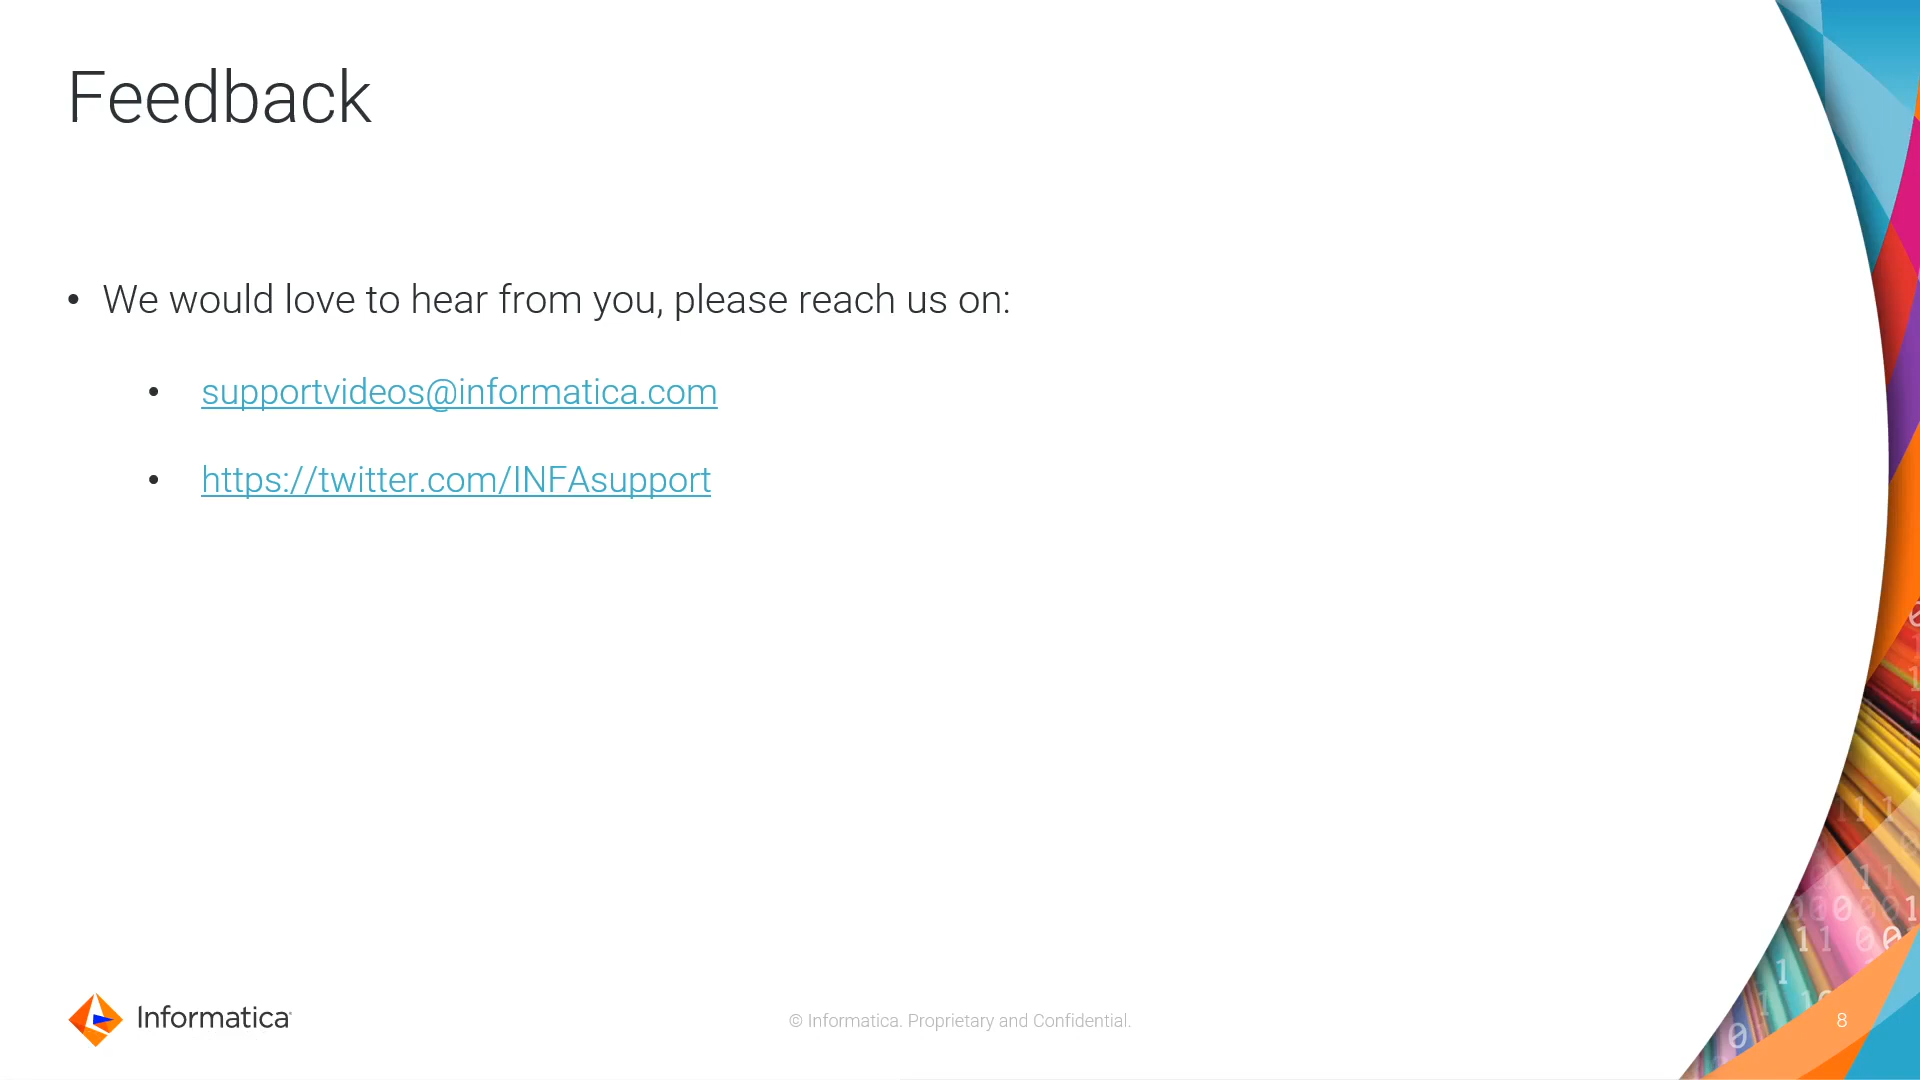 Feedback
• We would love to hear from you, please reach us on:
• supportvideos@informatica.com
• https://twitter.com/INFAsupport
Informatica
© Informatica. Proprietary and Confidential.
8